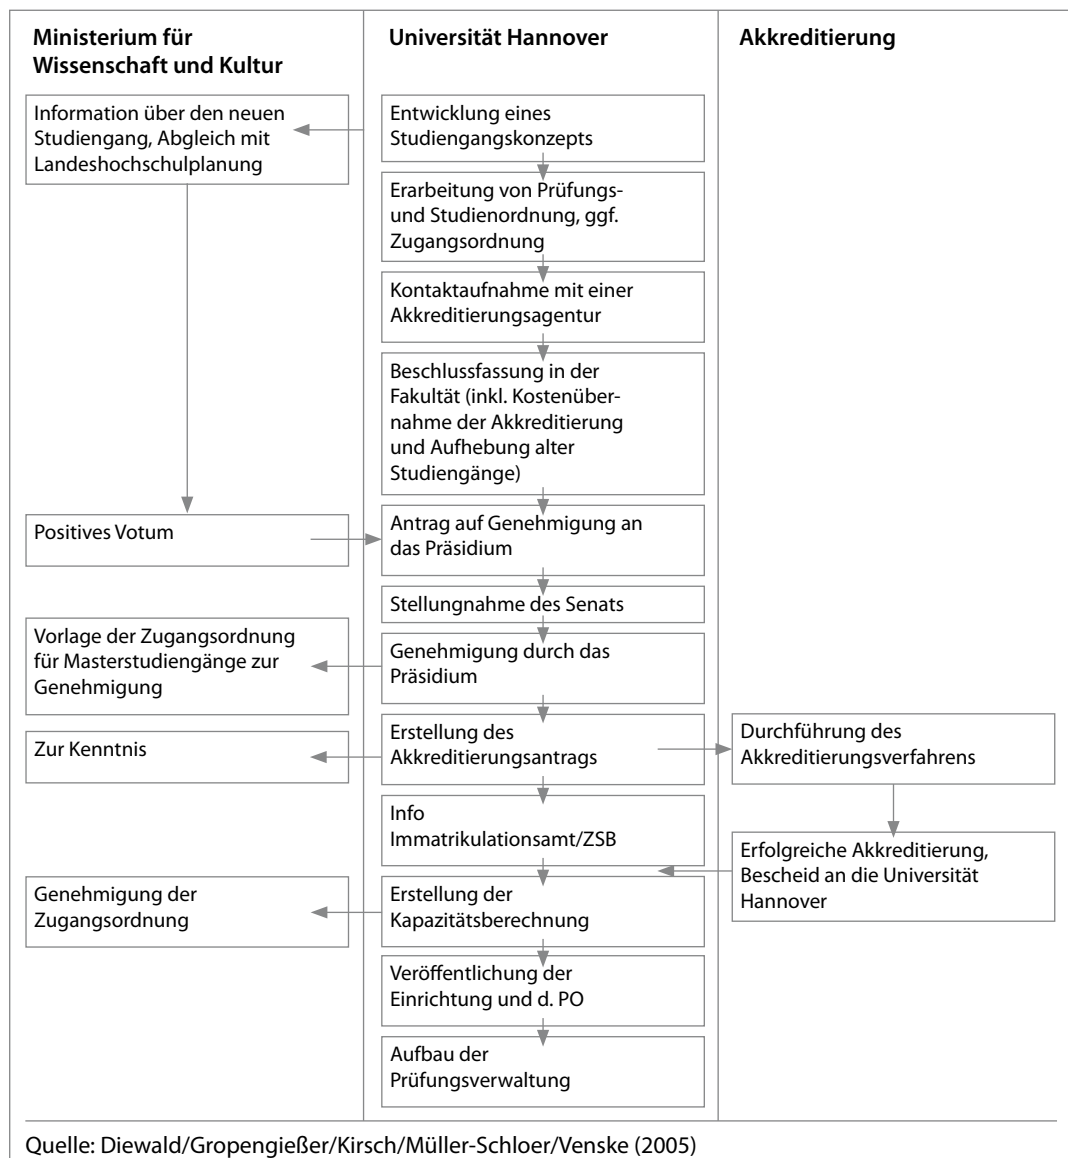 Ministerium für
Wissenschaft und Kultur
Information über den neuen
Studiengang, Abgleich mit
Landeshochschulplanung
Positives Votum
Vorlage der Zugangsordnung
für Masterstudiengänge zur
Genehmigung
Zur Kenntnis
Genehmigung der
Zugangsordnung
Universität Hannover
Entwicklung eines
Studiengangskonzepts
Erarbeitung von Prüfungs-
und Studienordnung, ggf.
Zugangsordnung
Kontaktaufnahme mit einer
Akkreditierungsagentur
Beschlussfassung in der
Fakultät (inkl. Kostenüber-
nahme der Akkreditierung
und Aufhebung alter
Studiengänge)
Antrag auf Genehmigung an
das Präsidium
Stellungnahme des Senats
Genehmigung durch das
Präsidium
Erstellung des
Akkreditierungsantrags
Info
Immatrikulationsamt/ZSB
Erstellung der
Kapazitätsberechnung
Veröffentlichung der
Einrichtung und d. PO
Aufbau der
Prüfungsverwaltung
Akkreditierung
Durchführung des
Akkreditierungsverfahrens
Erfolgreiche Akkreditierung,
Bescheid an die Universität
Hannover
Quelle: Diewald/Gropengießer/Kirsch/Müller-Schloer/Venske (2005)